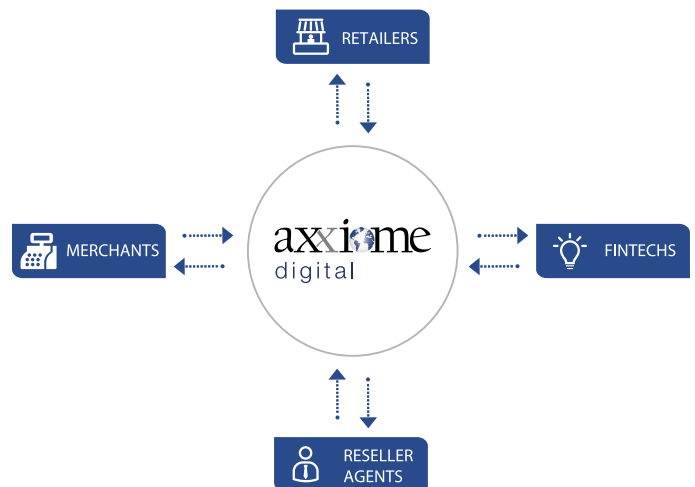 RETAILERS
axxiome
digital
MERCHANTS
FINTECHS
RESELLER
AGENTS